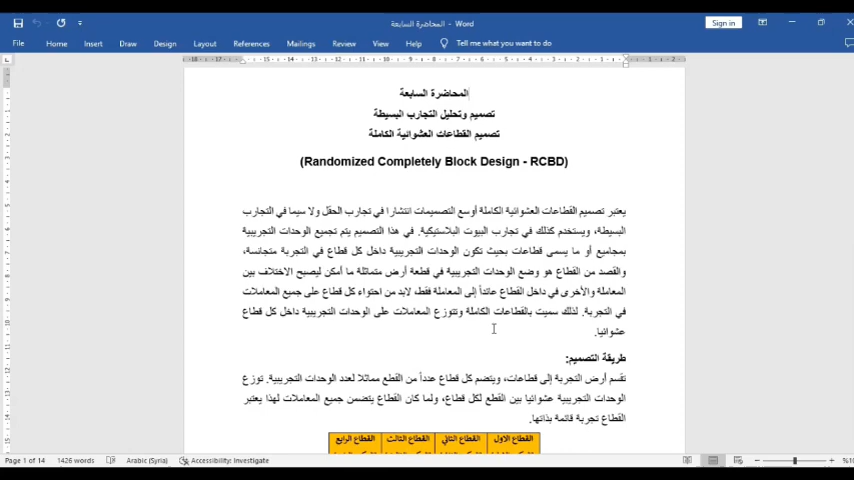 المحاضرة السابعة - Word
Sign in
File Home Insert Draw Design Layout References Mailings Review View Help Tell me what you want to do
المحاضرة السابعة
تصميم وتحليل التجارب البسيطة
تصميم القطاعات العشوائية الكاملة
(Randomized Completely Block Design - RCBD)
يعتبر تصميم القطاعات العشوائية الكاملة أوسع التصميمات انتشارا في تجارب الحقل ولا سيما في التجارب
البسيطة، ويستخدم كذلك في تجارب البيوت البلاستيكية. في هذا التصميم يتم تجميع الوحدات التجريبية
بمجاميع أو ما يسمى قطاعات بحيث تكون الوحدات التجريبية داخل كل قطاع في التجربة متجانسة،
والقصد من القطاع هو وضع الوحدات التجريبية في قطعة أرض متماثلة ما أمكن ليصبح الاختلاف بين
المعاملة والأخرى في داخل القطاع عائداً إلى المعاملة فقط، لابد من احتواء كل قطاع على جميع المعاملات
في التجربة. لذلك سميت بالقطاعات الكاملة وتتوزع المعاملات على الوحدات التجريبية داخل كل قطاع
عشوائيا.
طريقة التصميم:
تقسم أرض التجربة إلى قطاعات، ويتضم كل قطاع عدداً من القطع مماثلا لعدد الوحدات التجريبية. توزع
الوحدات التجريبية عشوائيا بين القطع لكل قطاع، ولما كان القطاع يتضمن جميع المعاملات لهذا يعتبر
القطاع تجربة قائمة بذاتها.
القطاع الاول القطاع الثاني القطاع الثالث القطاع الرابع
Page 1 of 14 1426 words Arabic (Syria) Accessibility: Investigate